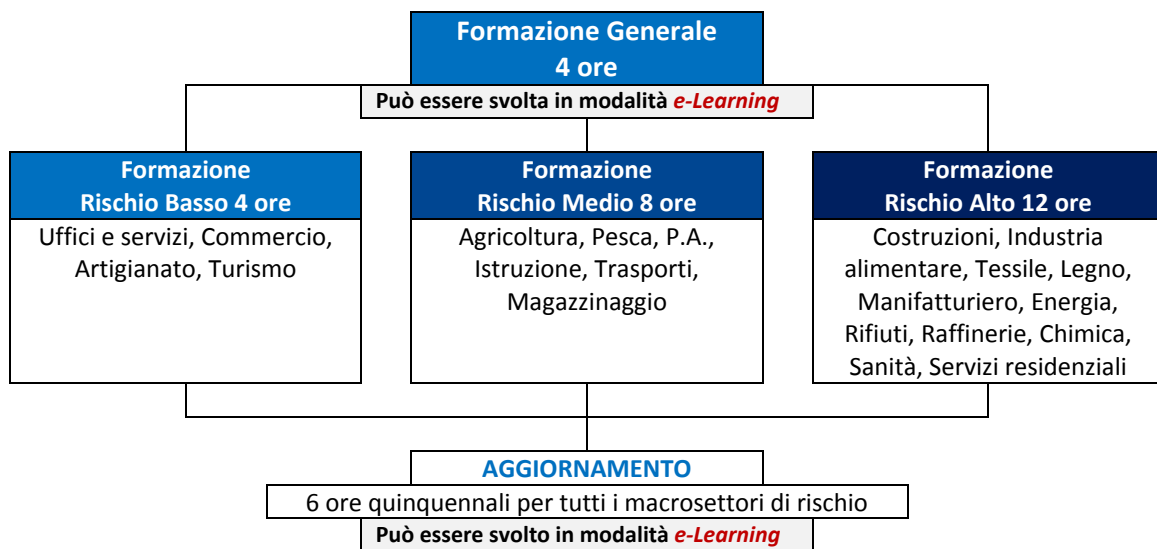 Formazione Generale
4 ore
Può essere svolta in modalità e-Learning
Formazione
Rischio Basso 4 ore
Uffici e servizi, Commercio,
Artigianato, Turismo
Formazione
Rischio Medio 8 ore
Agricoltura, Pesca, P.A.,
Istruzione, Trasporti,
Magazzinaggio
Formazione
Rischio Alto 12 ore
Costruzioni, Industria
alimentare, Tessile, Legno,
Manifatturiero, Energia,
Rifiuti, Raffinerie, Chimica,
Sanità, Servizi residenziali
AGGIORNAMENTO
6 ore quinquennali per tutti i macrosettori di rischio
Può essere svolto in modalità e-Learning